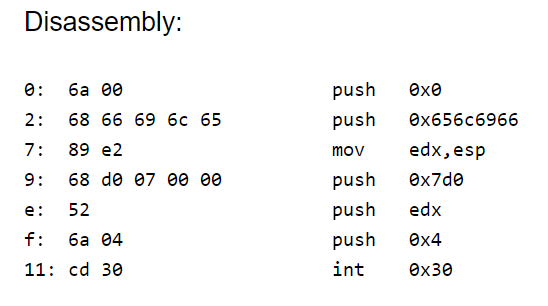 Disassembly:
0: 6a 00 push 0x0
2: 68 66 69 6c 65 push 0x656c6966
7: 89 e2 mov edx,esp
9: 68 d0 07 00 00 push 0x7d0
e: 52 push edx
f: 6a 04 push 0x4
11: cd 30 int 0x30